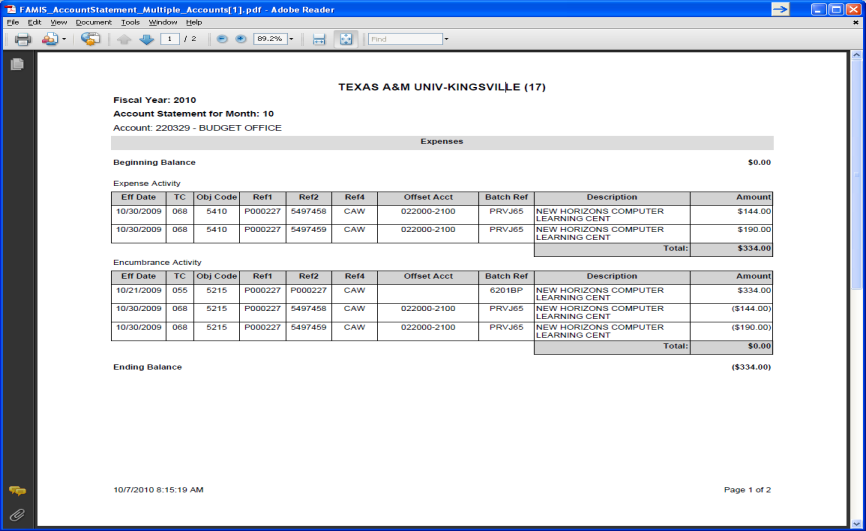 FAMIS_AccountStatement_Multiple_Accounts[1].pdf - Adobe Reader
File Edit View Document Tools Window Help
1 / 2 89.2% Find
TEXAS A&M UNIV-KINGSVILLE (17)
Fiscal Year: 2010
Account Statement for Month: 10
Account: 220329 - BUDGET OFFICE
Expenses
Beginning Balance $0.00
Expense Activity
Eff Date TC Obj Code Ref1 Ref2 Ref4 Offset Acct Batch Ref Description Amount
10/30/2009 068 5410 P000227 5497458 CAW 022000-2100 PRVJ65 NEW HORIZONS COMPUTER $144.00
LEARNING CENT
10/30/2009 068 5410 P000227 5497459 CAW 022000-2100 PRVJ65 NEW HORIZONS COMPUTER $190.00
LEARNING CENT
Total: $334.00
Encumbrance Activity
Eff Date TC Obj Code Ref1 Ref2 Ref4 Offset Acct Batch Ref Description Amount
10/21/2009 055 5215 P000227 P000227 CAW 6201BP NEW HORIZONS COMPUTER $334.00
LEARNING CENT
10/30/2009 068 5215 P000227 5497458 CAW 022000-2100 PRVJ65 NEW HORIZONS COMPUTER ($144.00)
LEARNING CENT
10/30/2009 068 5215 P000227 5497459 CAW 022000-2100 PRVJ65 NEW HORIZONS COMPUTER ($190.00)
LEARNING CENT
Total: $0.00
Ending Balance ($334.00)
10/7/2010 8:15:19 AM Page 1 of 2